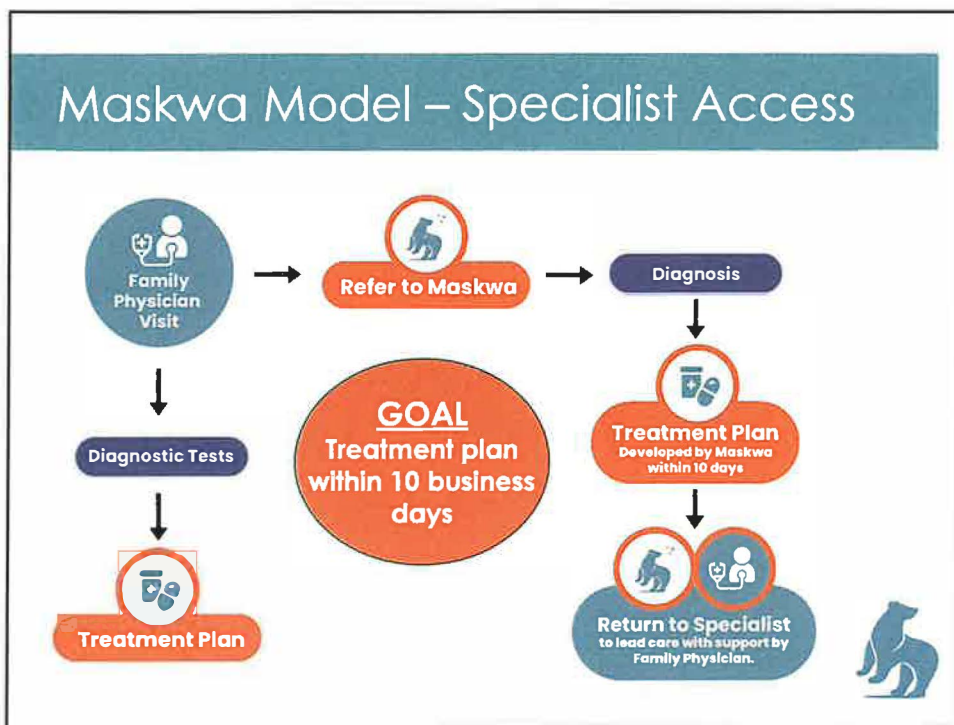 Maskwa Model – Specialist Access
Family
Physician
Visit
Refer to Maskwa
Diagnosis
GOAL
Treatment plan
within 10 business
days
Diagnostic Tests
Treatment Plan
Developed by Maskwa
within 10 days
Treatment Plan
Return to Specialist
to lead care with support by
Family Physician.